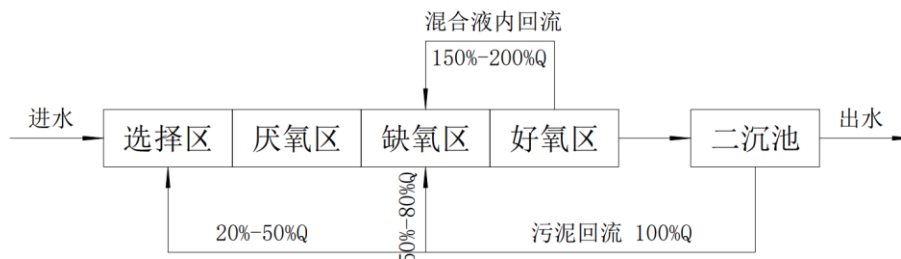 混合液内回流
150%-200%Q
进水
选择区
厌氧区
缺氧区
好氧区
二沉池
出水
20%-50%Q
50%-80%Q
污泥回流 100%Q